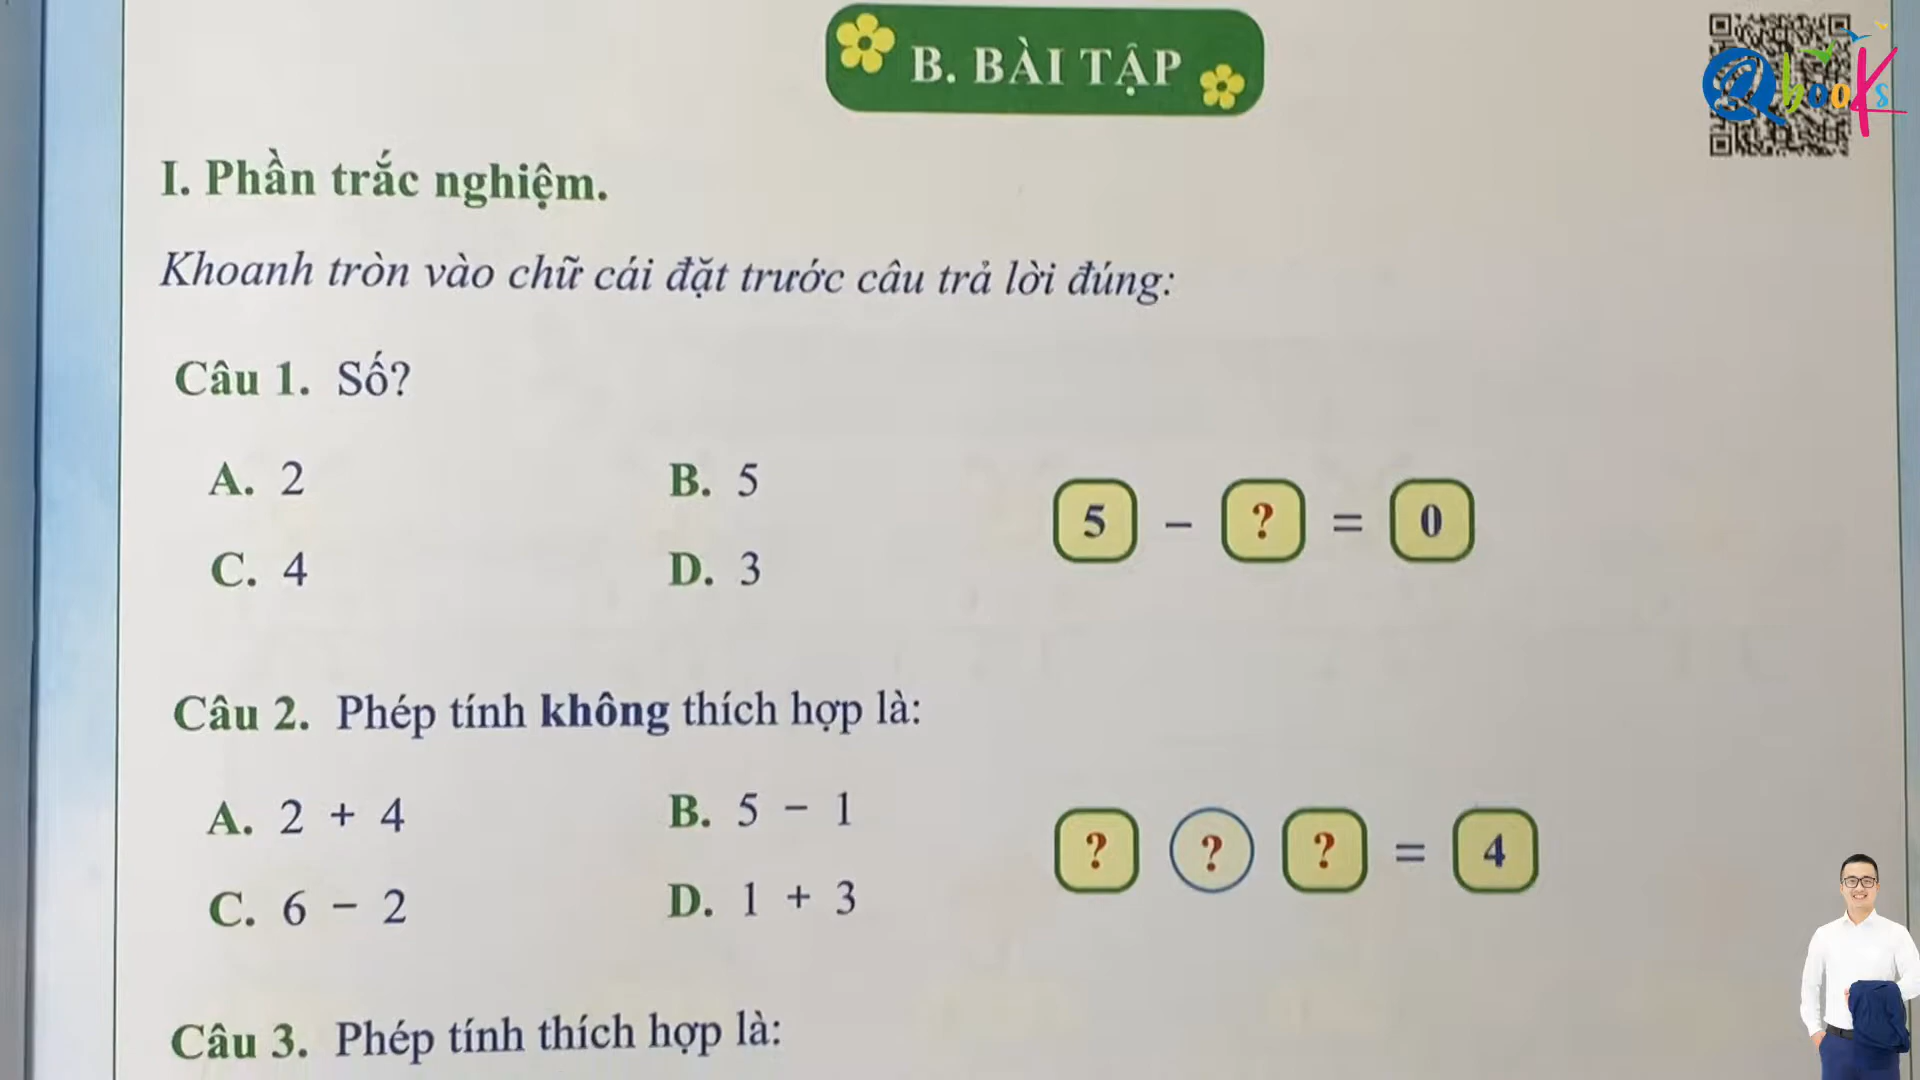 B. BÀI TẬP
Qbooks
I. Phần trắc nghiệm.
Khoanh tròn vào chữ cái đặt trước câu trả lời đúng:
Câu 1. Số?
A. 2 B. 5
C. 4 D. 3
5 - ? = 0
Câu 2. Phép tính không thích hợp là:
A. 2 + 4 B. 5 - 1
C. 6 - 2 D. 1 + 3
? ? ? = 4
Câu 3. Phép tính thích hợp là: